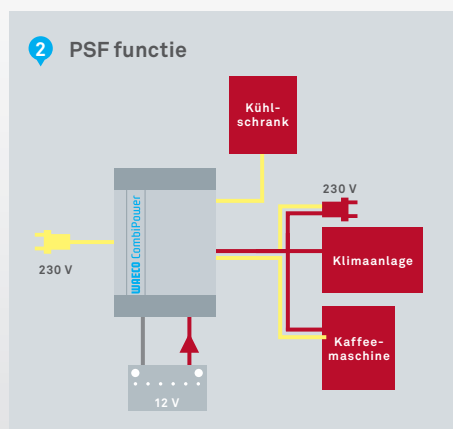 2 PSF functie
Kühl-
schrank
230 V
WAECO CombiPower
230 V
Klimaanlage
Kaffee-
maschine
12 V